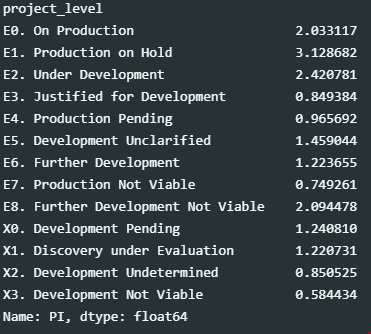 project_level
E0. On Production 2.033117
E1. Production on Hold 3.128682
E2. Under Development 2.420781
E3. Justified for Development 0.849384
E4. Production Pending 0.965692
E5. Development Unclarified 1.459044
E6. Further Development 1.223655
E7. Production Not Viable 0.749261
E8. Further Development Not Viable 2.094478
X0. Development Pending 1.240810
X1. Discovery under Evaluation 1.220731
X2. Development Undetermined 0.850525
X3. Development Not Viable 0.584434
Name: PI, dtype: float64